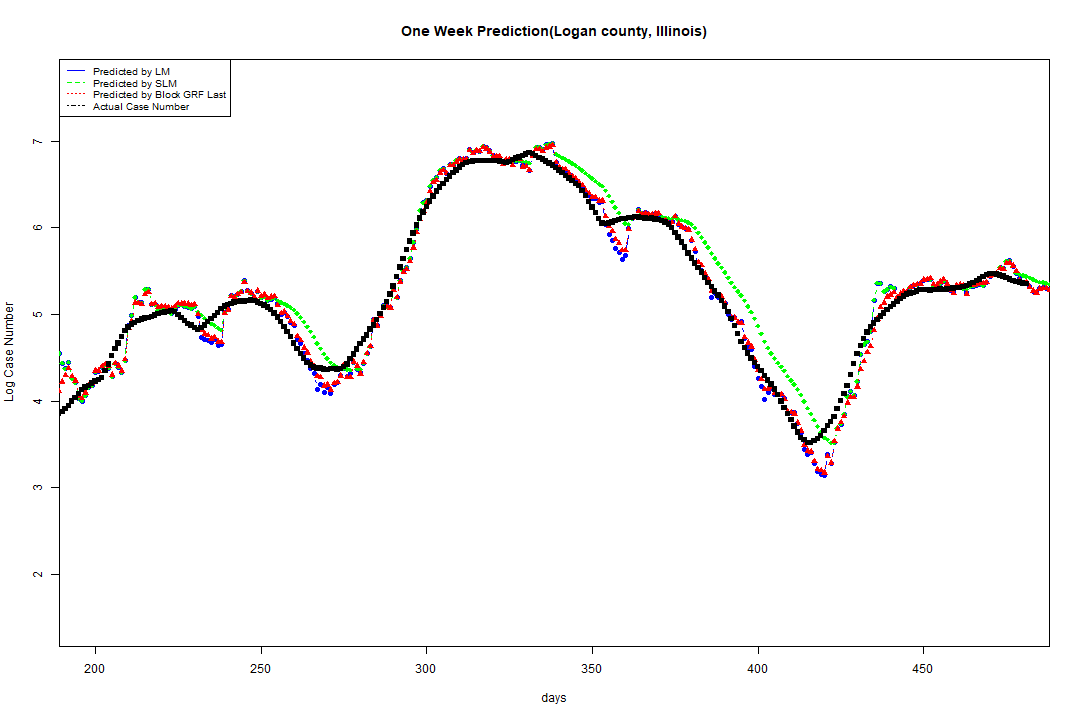 One Week Prediction(Logan county, Illinois)
Predicted by LM
Predicted by SLM
Predicted by Block GRF Last
Actual Case Number
7
6
5
4
3
2
Log Case Number
200 250 300 350 400 450
days